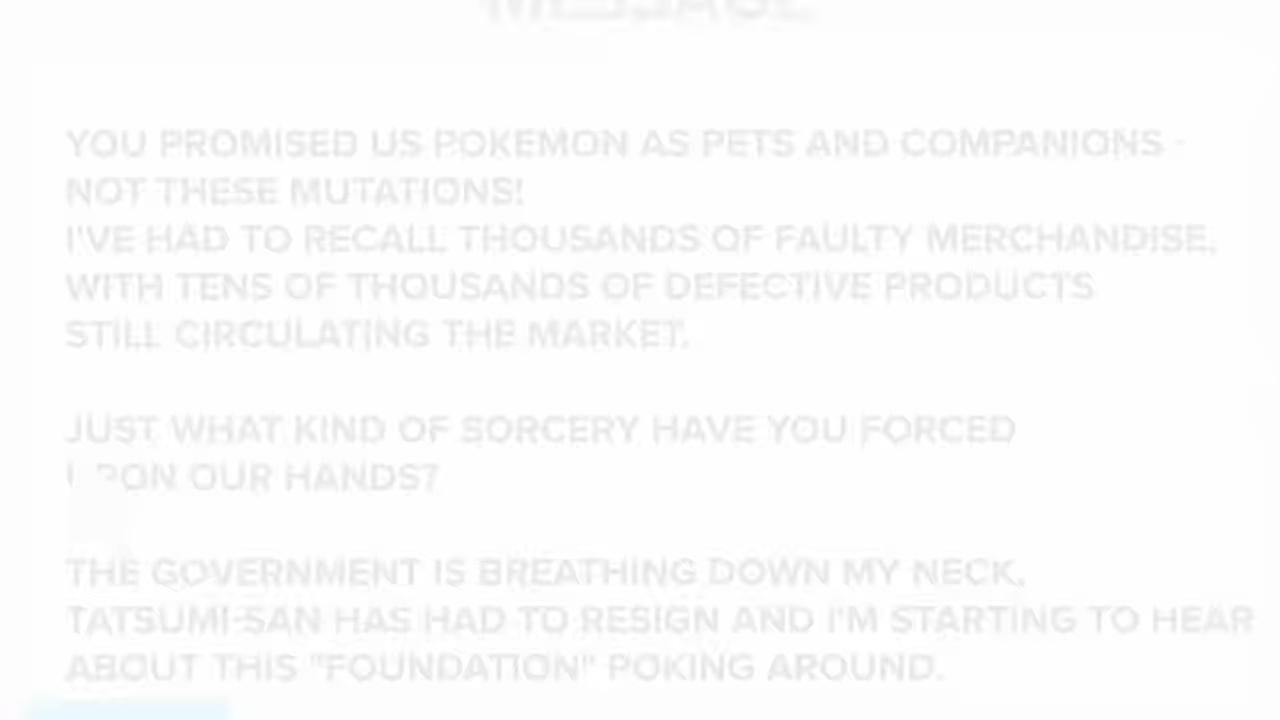 MESSAGE
YOU PROMISED US POKEMON AS PETS AND COMPANIONS -
NOT THESE MUTATIONS!
I'VE HAD TO RECALL THOUSANDS OF FAULTY MERCHANDISE,
WITH TENS OF THOUSANDS OF DEFECTIVE PRODUCTS
STILL CIRCULATING THE MARKET.
JUST WHAT KIND OF SORCERY HAVE YOU FORCED
UPON OUR HANDS?
THE GOVERNMENT IS BREATHING DOWN MY NECK,
TATSUMI-SAN HAS HAD TO RESIGN AND I'M STARTING TO HEAR
ABOUT THIS "FOUNDATION" POKING AROUND.